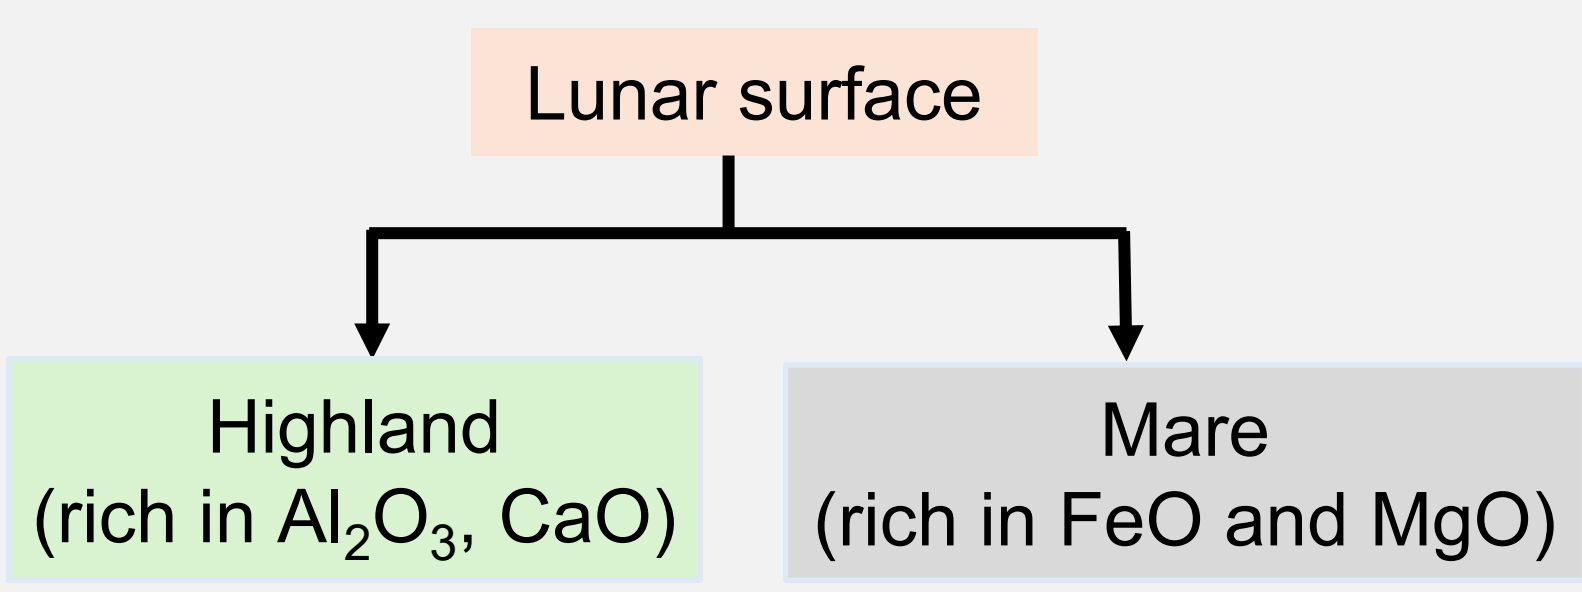 Lunar surface
Highland
(rich in Al₂O₃, CaO)
Mare
(rich in FeO and MgO)